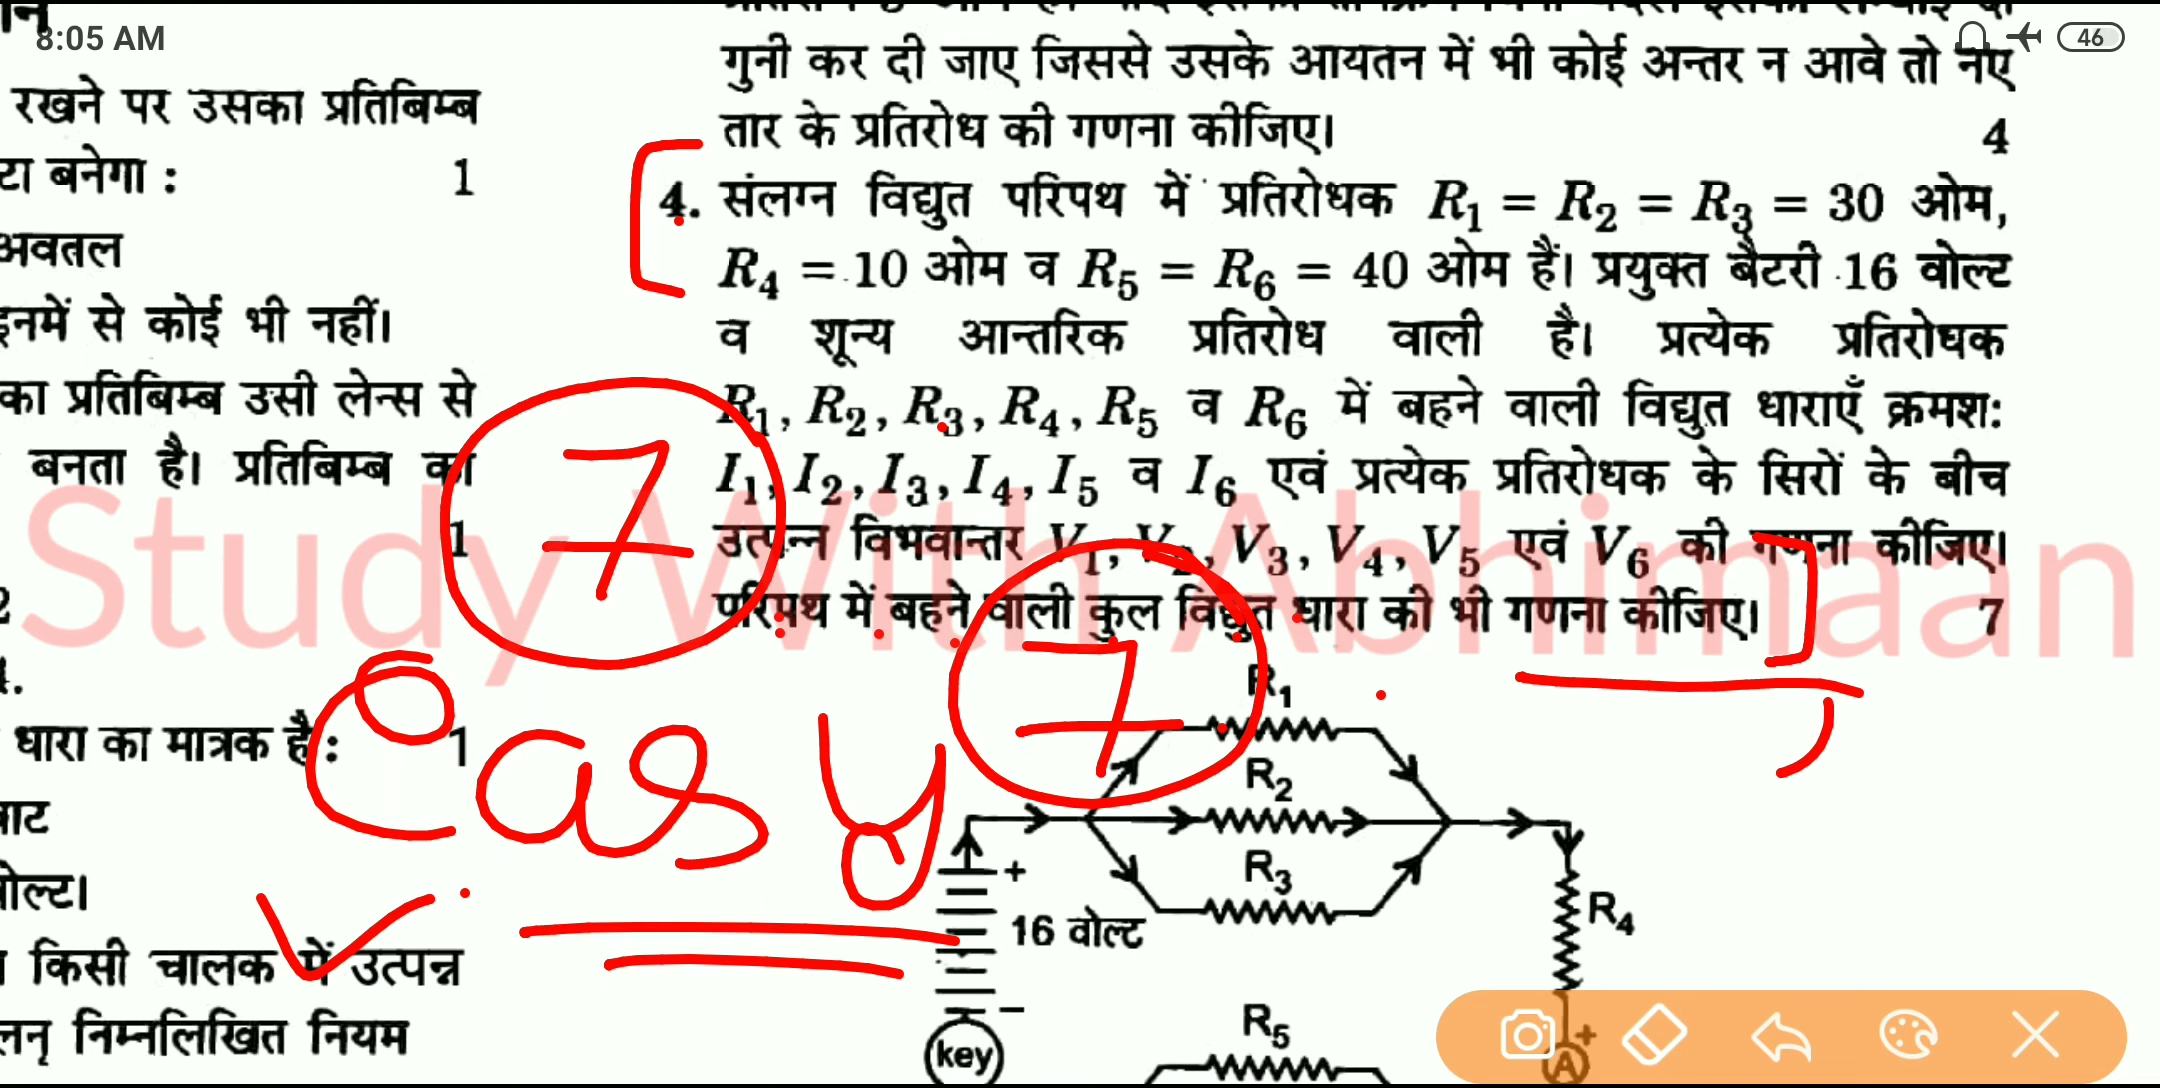 8:05 AM
46
रखने पर उसका प्रतिबिम्ब
टा बनेगा : 1
अवतल
इनमें से कोई भी नहीं।
का प्रतिबिम्ब उसी लेन्स से
बनता है। प्रतिबिम्ब का
1
धारा का मात्रक है : 1
वाट
वोल्ट।
किसी चालक में उत्पन्न
निम्नलिखित नियम
गुनी कर दी जाए जिससे उसके आयतन में भी कोई अन्तर न आवे तो नए
तार के प्रतिरोध की गणना कीजिए। 4
4. संलग्न विद्युत परिपथ में प्रतिरोधक R₁ = R₂ = R₃ = 30 ओम,
R₄ = 10 ओम व R₅ = R₆ = 40 ओम हैं। प्रयुक्त बैटरी 16 वोल्ट
व शून्य आन्तरिक प्रतिरोध वाली है। प्रत्येक प्रतिरोधक
R₁, R₂, R₃, R₄, R₅ व R₆ में बहने वाली विद्युत धाराएँ क्रमश:
I₁, I₂, I₃, I₄, I₅ व I₆ एवं प्रत्येक प्रतिरोधक के सिरों के बीच
उत्पन्न विभवान्तर V₁, V₂, V₃, V₄, V₅ एवं V₆ की गणना कीजिए।
परिपथ में बहने वाली कुल विद्युत धारा की भी गणना कीजिए। 7
Study With Abhimaan
7
7
easy
R₁
R₂
R₃
R₄
+
16 वोल्ट
−
key
R₅
+
A